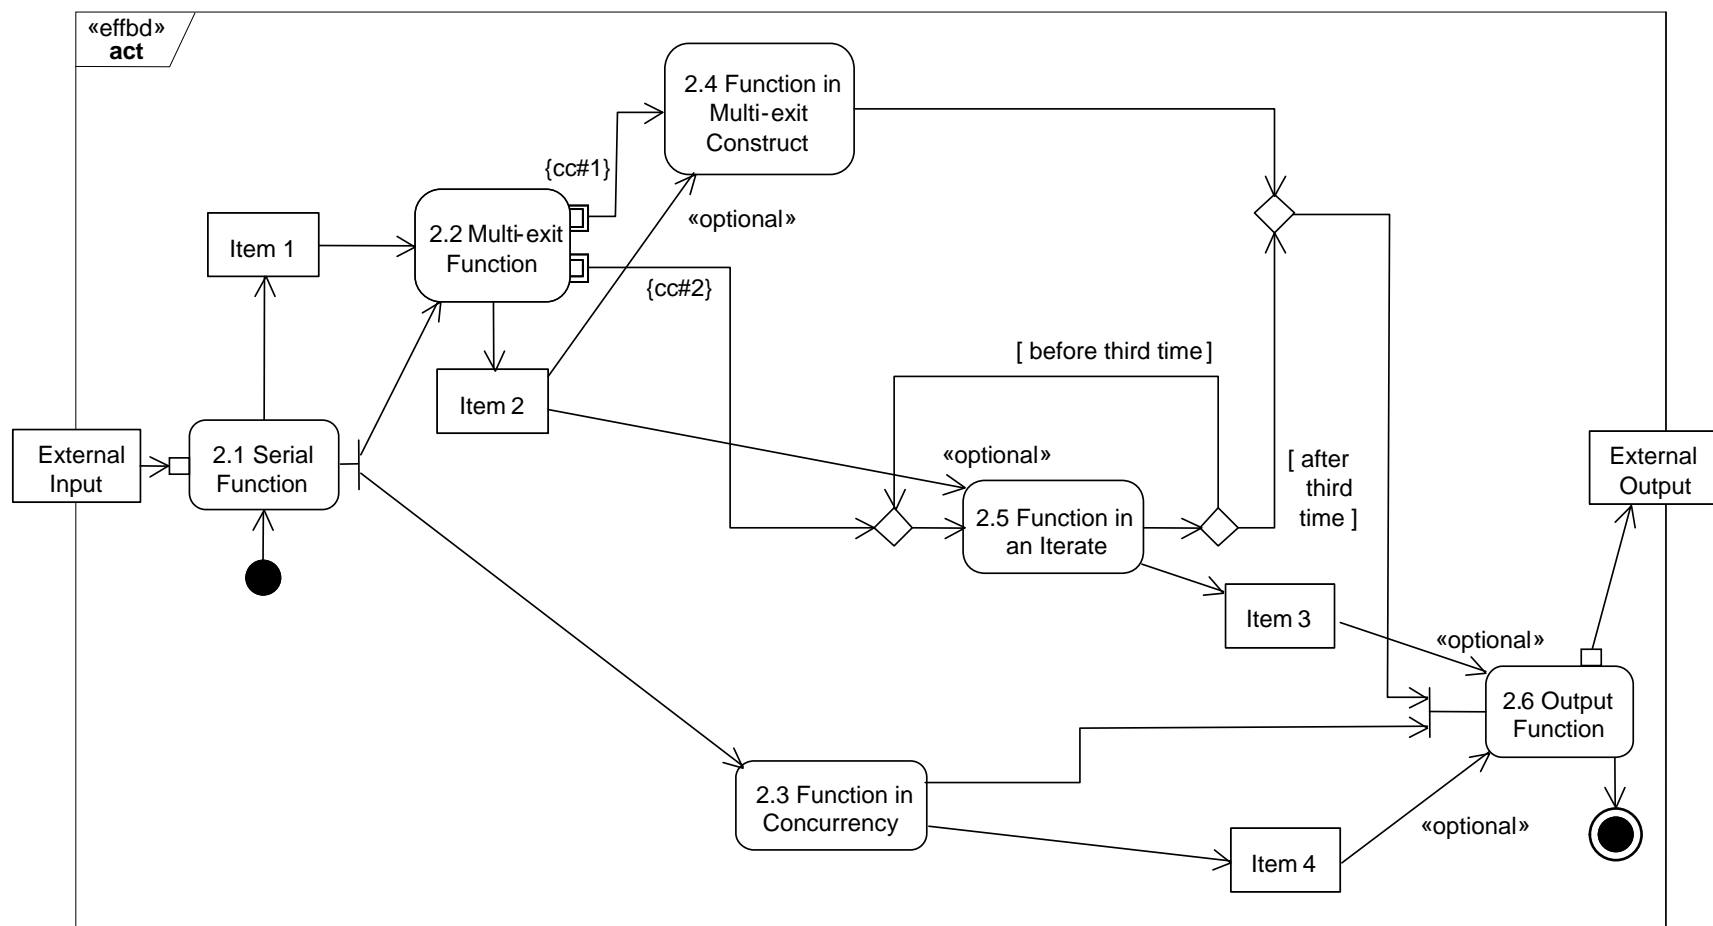 «effbd»
act
2.4 Function in
Multi-exit
Construct
{cc#1}
«optional»
Item 1
2.2 Multi-exit
Function
{cc#2}
[ before third time ]
Item 2
External
Input
2.1 Serial
Function
«optional»
[ after
third
time ]
External
Output
2.5 Function in
an Iterate
Item 3
«optional»
2.6 Output
Function
2.3 Function in
Concurrency
«optional»
Item 4